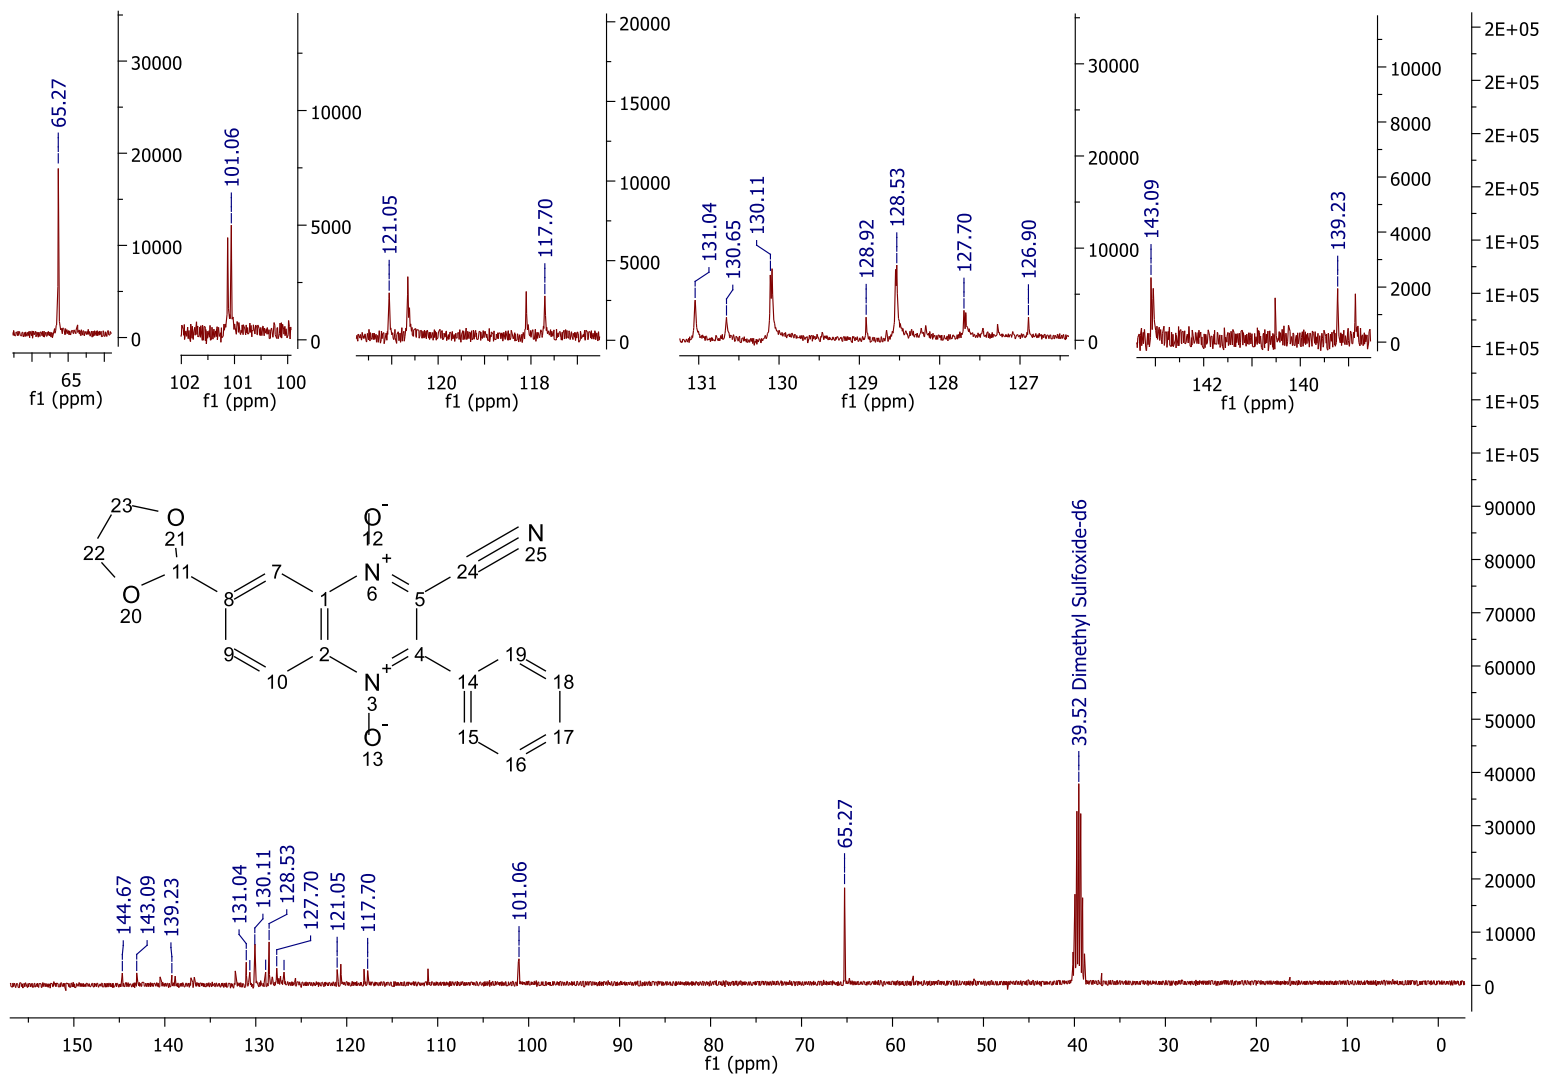 65.27
30000
20000
10000
0
65
f1 (ppm)
101.06
10000
5000
0
102 101 100
f1 (ppm)
121.05
117.70
20000
15000
10000
5000
0
120 118
f1 (ppm)
131.04
130.65
130.11
128.92
128.53
127.70
126.90
30000
20000
10000
0
131 130 129 128 127
f1 (ppm)
143.09
139.23
10000
8000
6000
4000
2000
0
142 140
f1 (ppm)
2E+05
2E+05
2E+05
2E+05
1E+05
1E+05
1E+05
1E+05
1E+05
90000
80000
70000
60000
50000
40000
30000
20000
10000
0
23 O 21
22 11
O 20
8 7 1
9 10 2
O- 12
N+ 6
5 24 N 25
N+ 3
4
O- 13
14 19 18
15 16 17
144.67
143.09
139.23
131.04
130.11
128.53
127.70
121.05
117.70
101.06
65.27
39.52 Dimethyl Sulfoxide-d6
150 140 130 120 110 100 90 80 70 60 50 40 30 20 10 0
f1 (ppm)